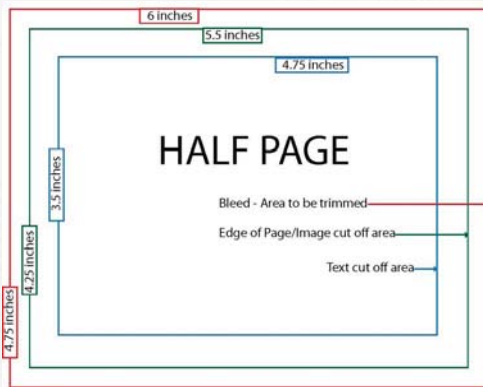 6 inches
5.5 inches
4.75 inches
HALF PAGE
3.5 inches
Bleed - Area to be trimmed
Edge of Page/Image cut off area
4.25 inches
Text cut off area
4.75 inches